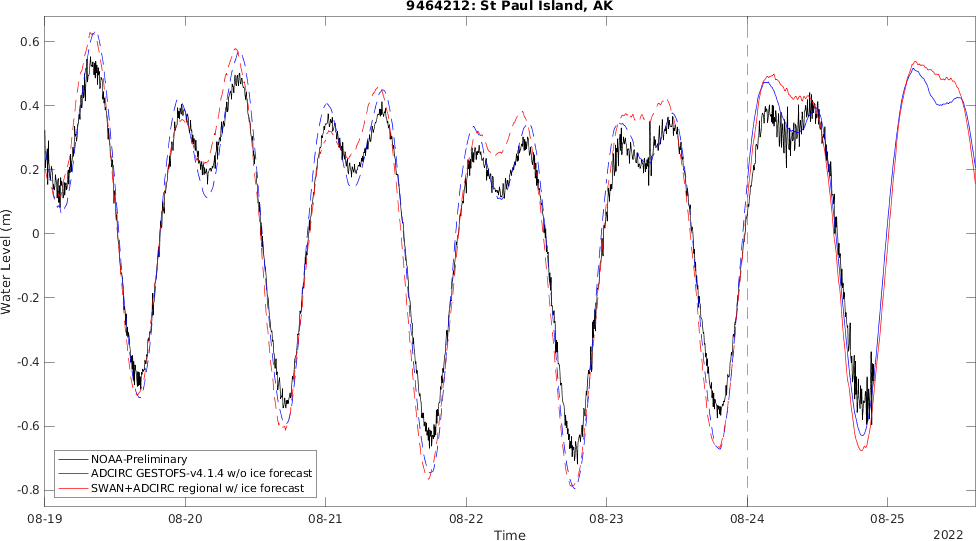 9464212: St Paul Island, AK
Water Level (m)
0.6
0.4
0.2
0
-0.2
-0.4
-0.6
-0.8
NOAA-Preliminary
ADCIRC GESTOFS-v4.1.4 w/o ice forecast
SWAN+ADCIRC regional w/ ice forecast
08-19
08-20
08-21
08-22
08-23
08-24
08-25
Time
2022